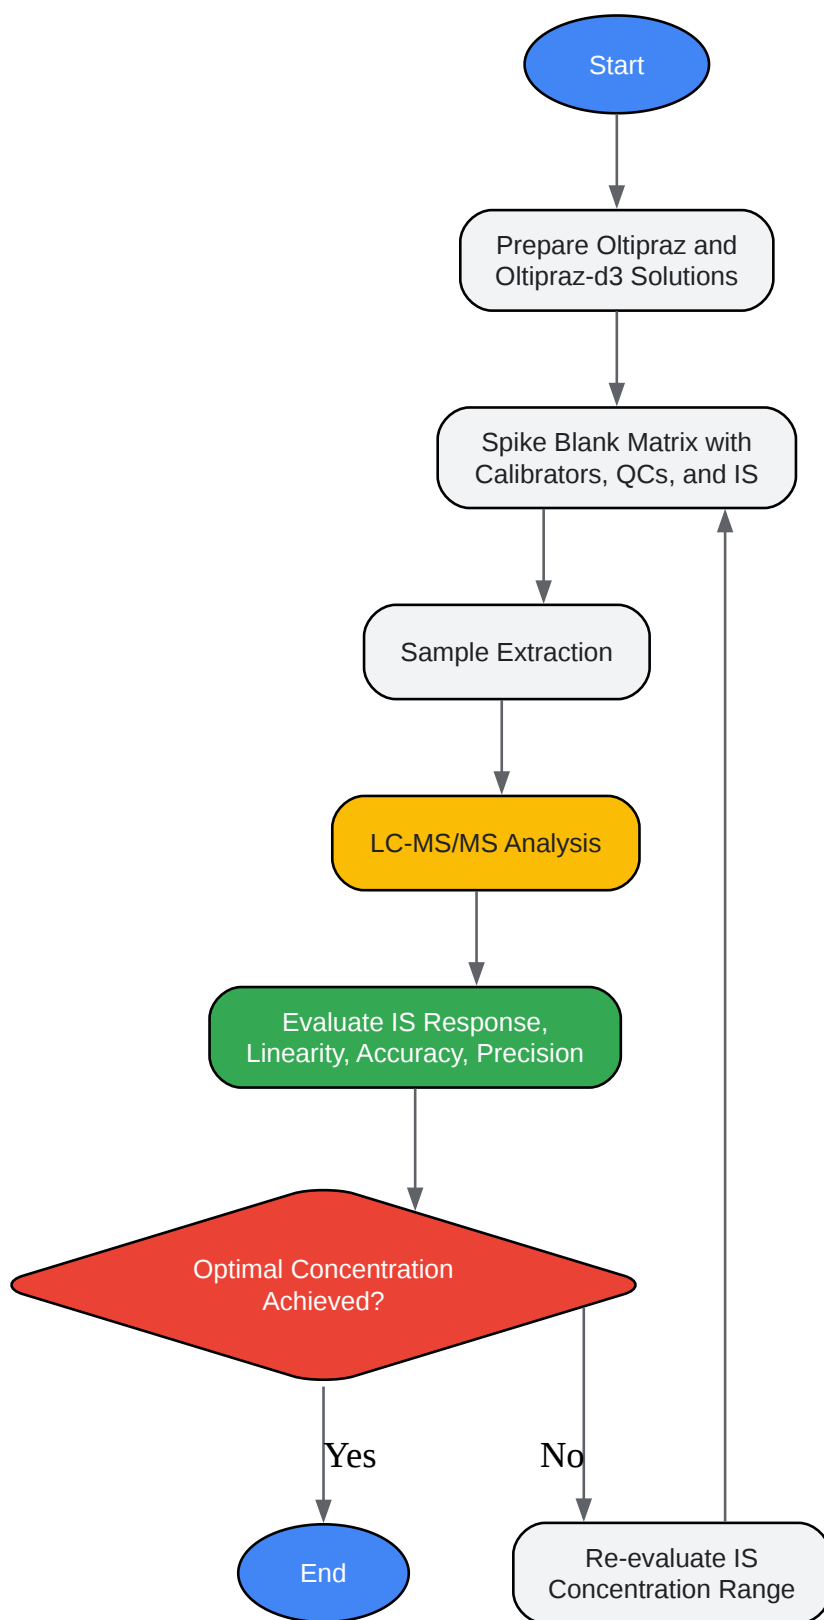 Start
Prepare Oltipraz and
Oltipraz-d3 Solutions
Spike Blank Matrix with
Calibrators, QCs, and IS
Sample Extraction
LC-MS/MS Analysis
Evaluate IS Response,
Linearity, Accuracy, Precision
Optimal Concentration
Achieved?
Yes
No
End
Re-evaluate IS
Concentration Range